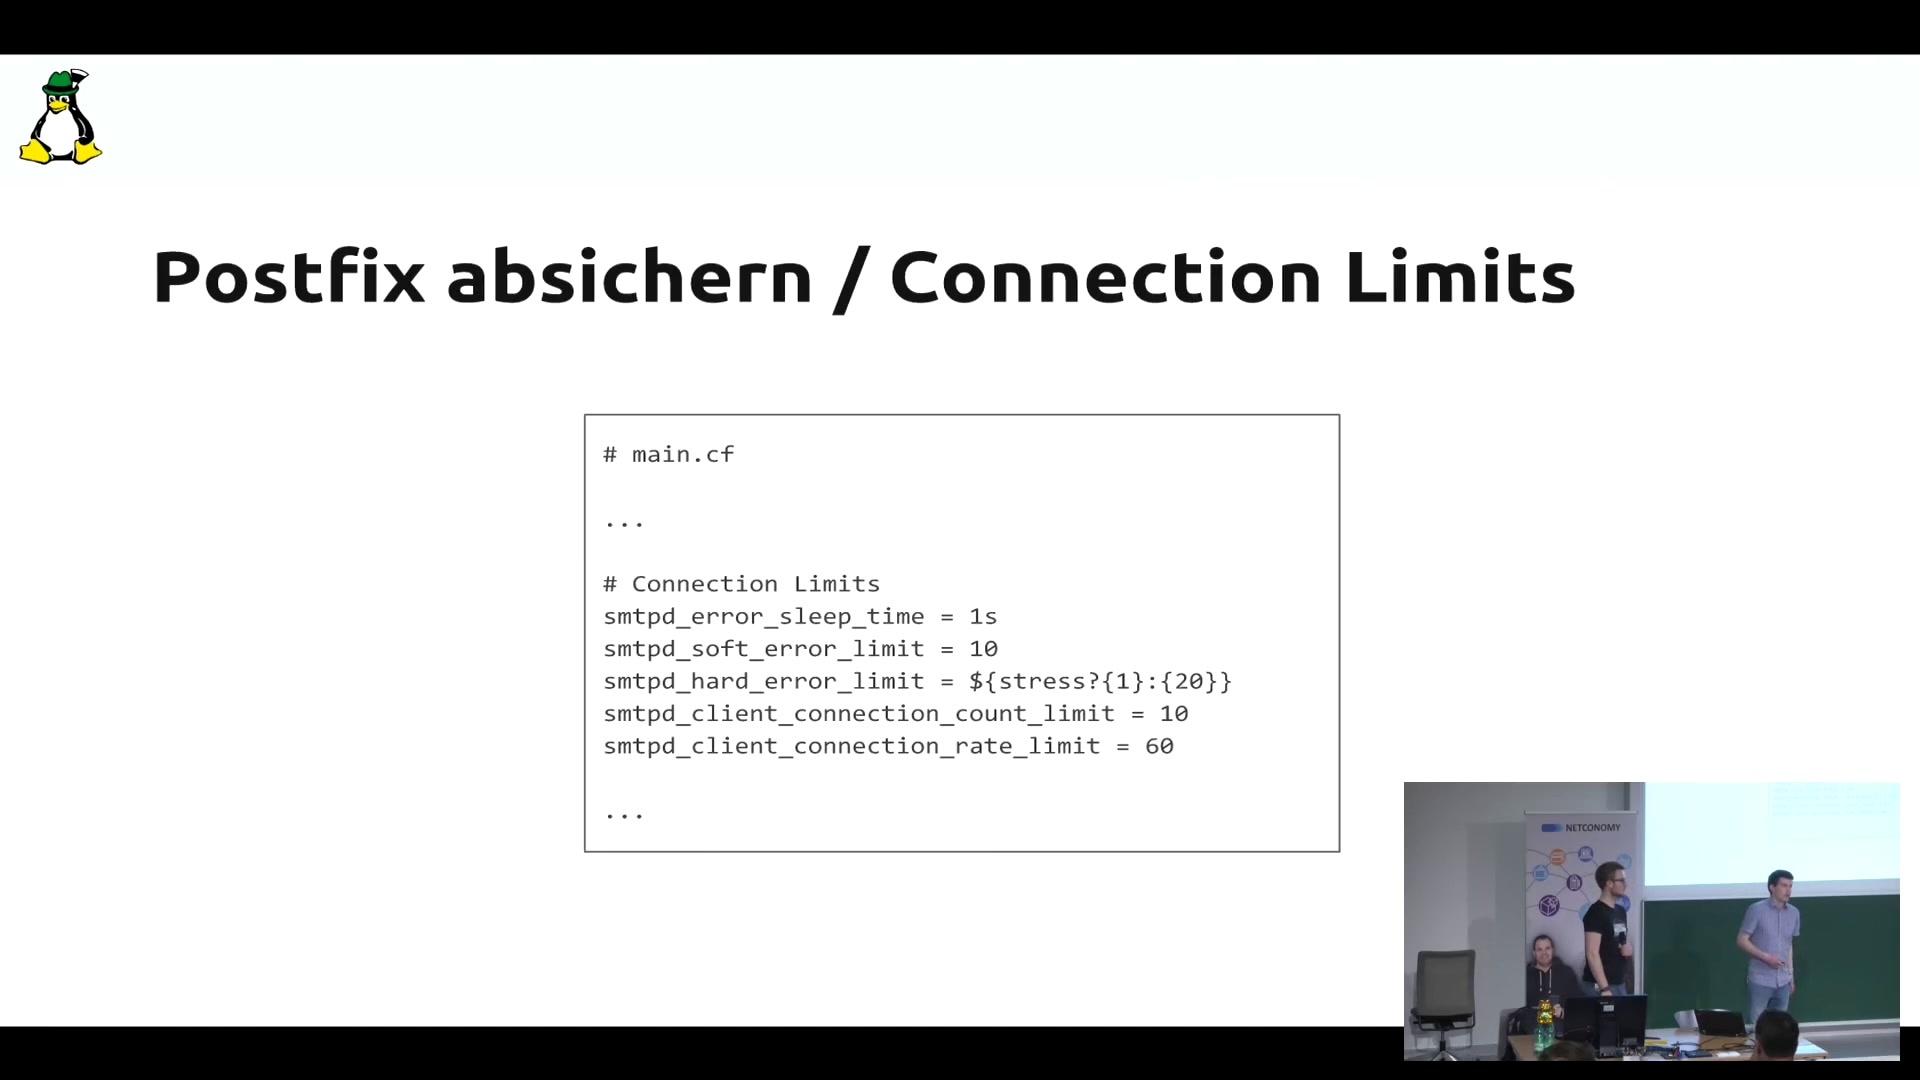 Postfix absichern / Connection Limits
# main.cf
...
# Connection Limits
smtpd_error_sleep_time = 1s
smtpd_soft_error_limit = 10
smtpd_hard_error_limit = ${stress?{1}:{20}}
smtpd_client_connection_count_limit = 10
smtpd_client_connection_rate_limit = 60
...
NETCONOMY